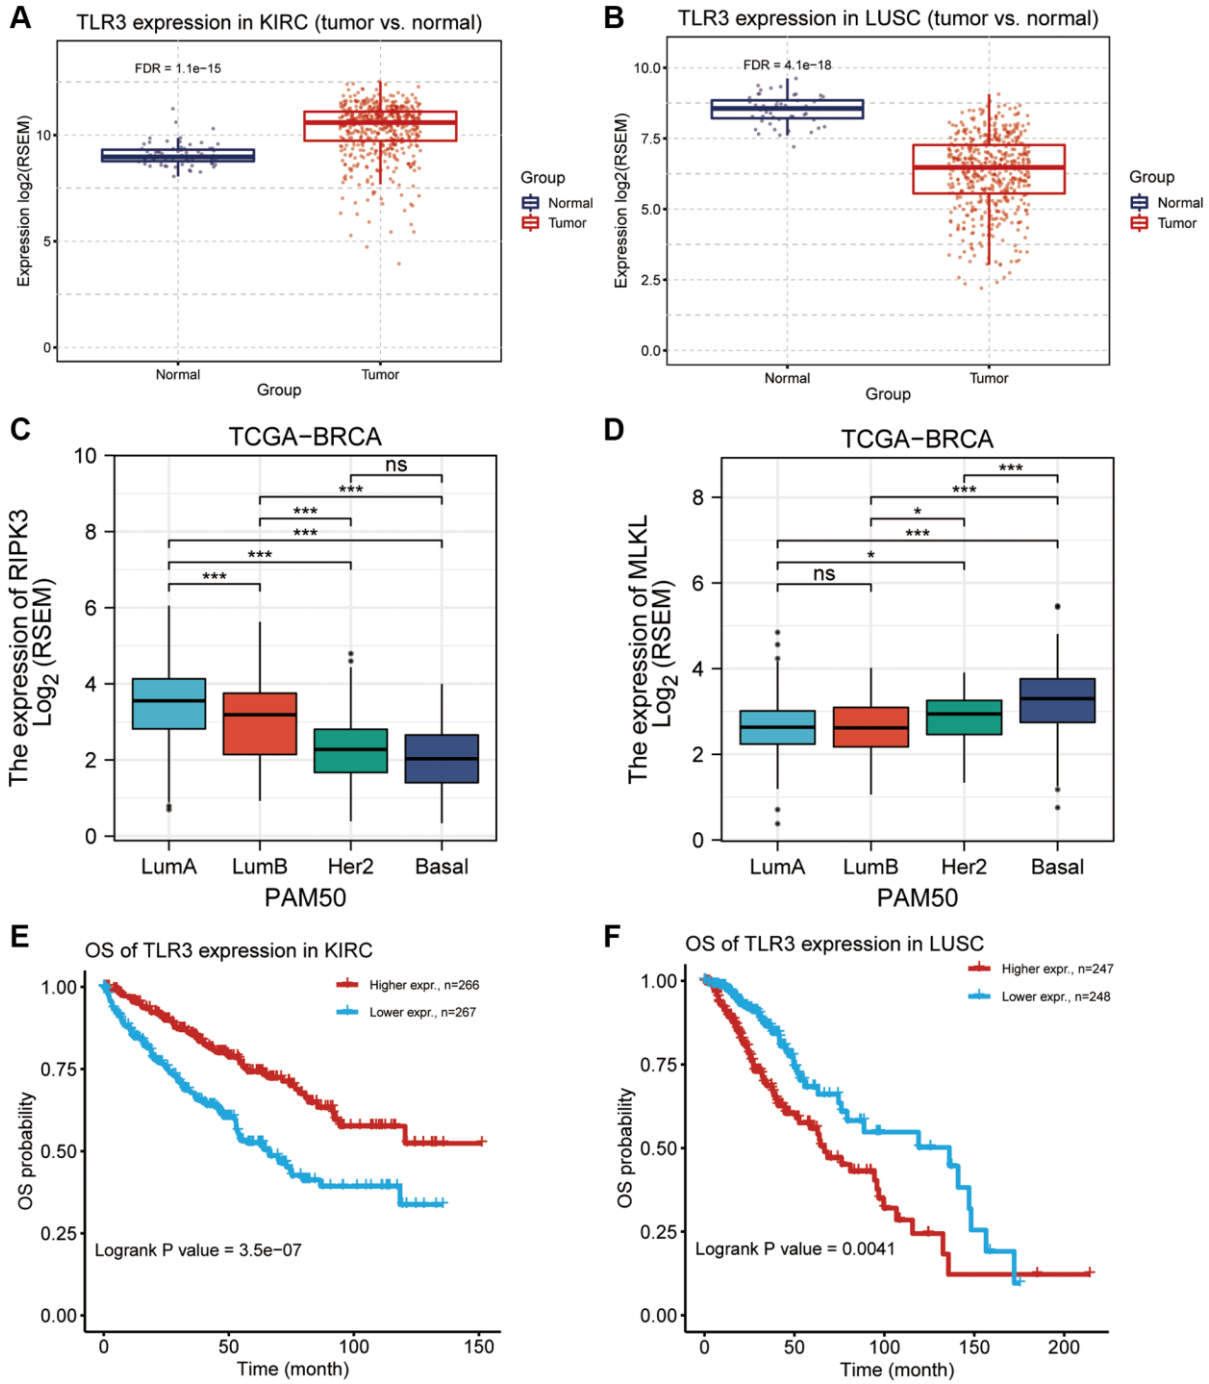 A
TLR3 expression in KIRC (tumor vs. normal)
FDR = 1.1e−15
Expression log2(RSEM)
10
5
0
Normal
Tumor
Group
Group
Normal
Tumor
B
TLR3 expression in LUSC (tumor vs. normal)
FDR = 4.1e−18
Expression log2(RSEM)
10.0
7.5
5.0
2.5
0.0
Normal
Tumor
Group
Group
Normal
Tumor
C
TCGA−BRCA
The expression of RIPK3
Log2 (RSEM)
10
8
6
4
2
0
ns
***
***
***
***
***
LumA
LumB
Her2
Basal
PAM50
D
TCGA−BRCA
The expression of MLKL
Log2 (RSEM)
8
6
4
2
0
***
***
*
***
*
ns
LumA
LumB
Her2
Basal
PAM50
E
OS of TLR3 expression in KIRC
Higher expr., n=266
Lower expr., n=267
OS probability
1.00
0.75
0.50
0.25
0.00
Logrank P value = 3.5e−07
0
50
100
150
Time (month)
F
OS of TLR3 expression in LUSC
Higher expr., n=247
Lower expr., n=248
OS probability
1.00
0.75
0.50
0.25
0.00
Logrank P value = 0.0041
0
50
100
150
200
Time (month)